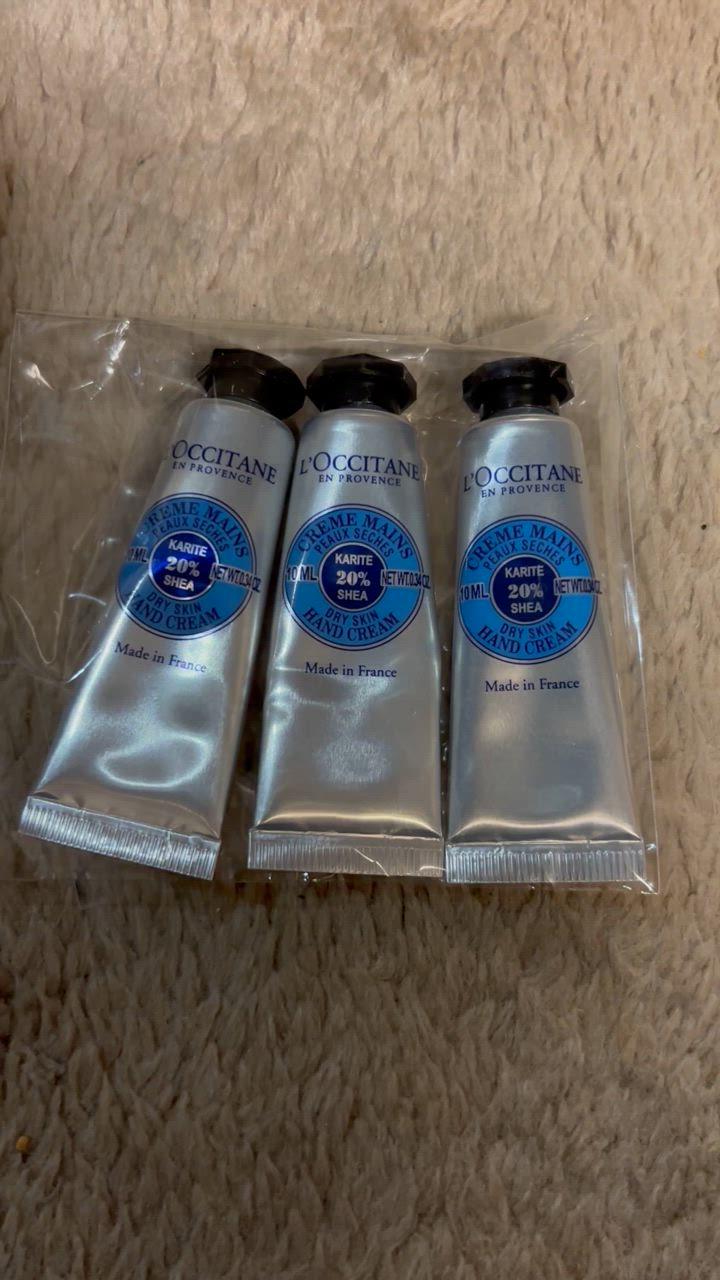 L'OCCITANE
EN PROVENCE
CREME MAINS
PEAUX SECHES
10 ML
KARITE
20%
SHEA
NET WT.0.34 OZ
DRY SKIN
HAND CREAM
Made in France
L'OCCITANE
EN PROVENCE
CREME MAINS
PEAUX SECHES
10 ML
KARITE
20%
SHEA
NET WT.0.34 OZ
DRY SKIN
HAND CREAM
Made in France
L'OCCITANE
EN PROVENCE
CREME MAINS
PEAUX SECHES
10 ML
KARITE
20%
SHEA
NET WT.0.34 OZ
DRY SKIN
HAND CREAM
Made in France